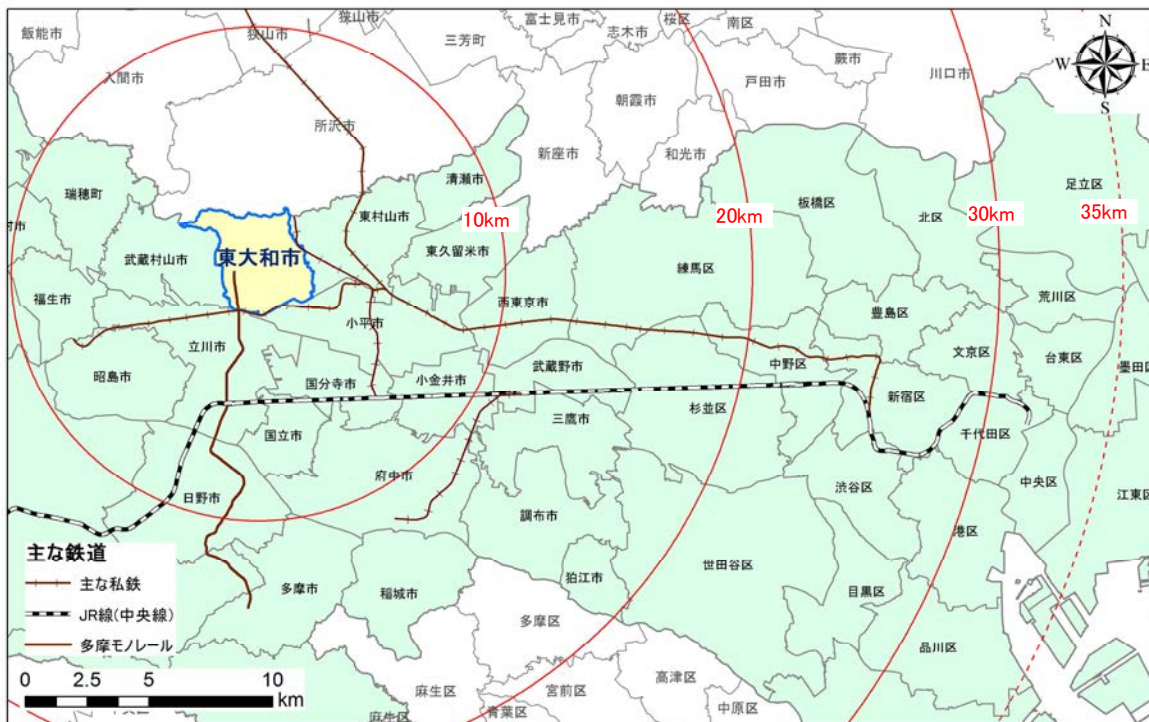 飯能市
狭山市
狭山市
富士見市
桜区
南区
N
三芳町
志木市
蕨市
入間市
戸田市
川口市
W
E
朝霞市
S
所沢市
新座市
和光市
清瀬市
足立区
瑞穂町
東村山市
10km
20km
板橋区
北区
30km
35km
村市
東大和市
東久留米市
武蔵村山市
練馬区
福生市
西東京市
荒川区
豊島区
小平市
立川市
文京区
台東区
武蔵野市
中野区
墨田区
昭島市
国分寺市
小金井市
新宿区
杉並区
三鷹市
国立市
千代田区
府中市
中央区
渋谷区
日野市
江東区
調布市
港区
主な鉄道
世田谷区
狛江市
主な私鉄
多摩市
稲城市
目黒区
JR線(中央線)
多摩区
多摩モノレール
品川区
0 2.5 5 10
km
高津区
麻生区
宮前区
中原区
青葉区
麻生区